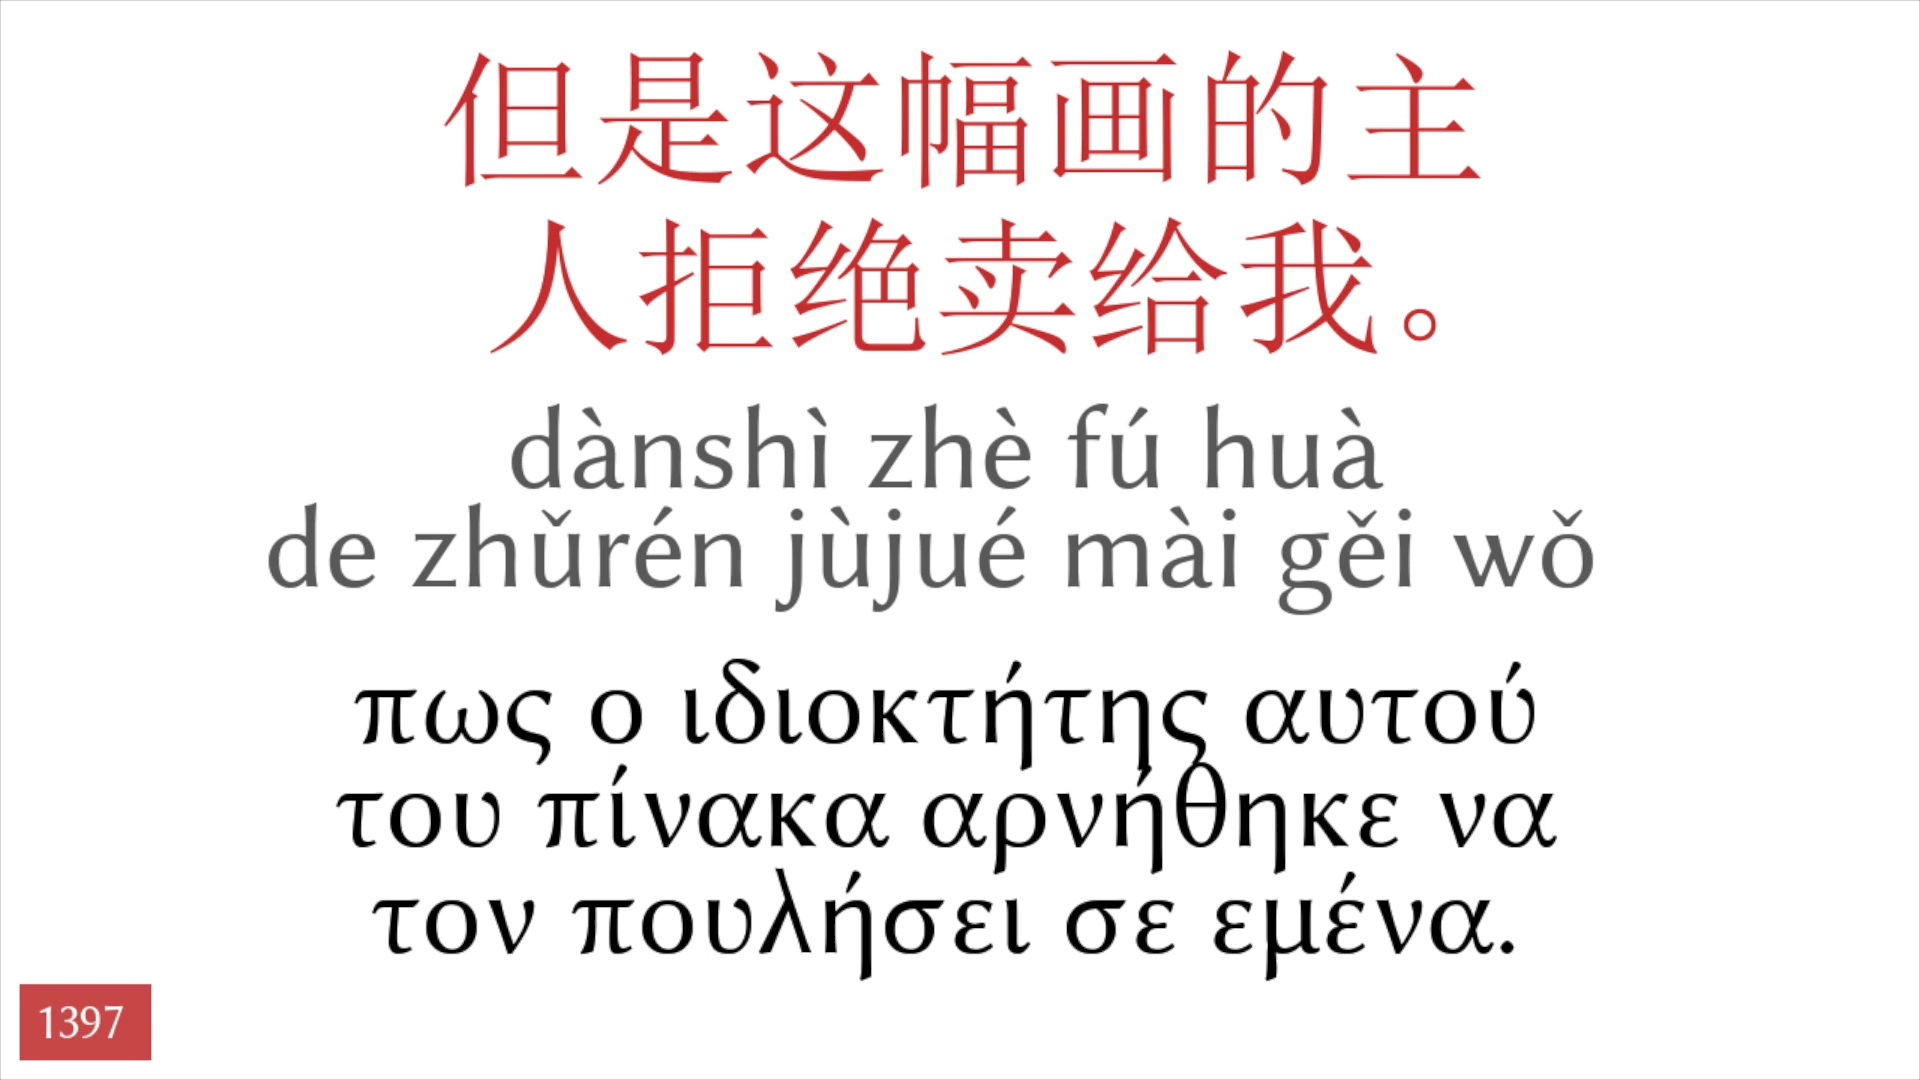 但是这幅画的主
人拒绝卖给我。
dànshì zhè fú huà
de zhǔrén jùjué mài gěi wǒ
πως ο ιδιοκτήτης αυτού
του πίνακα αρνήθηκε να
τον πουλήσει σε εμένα.
1397